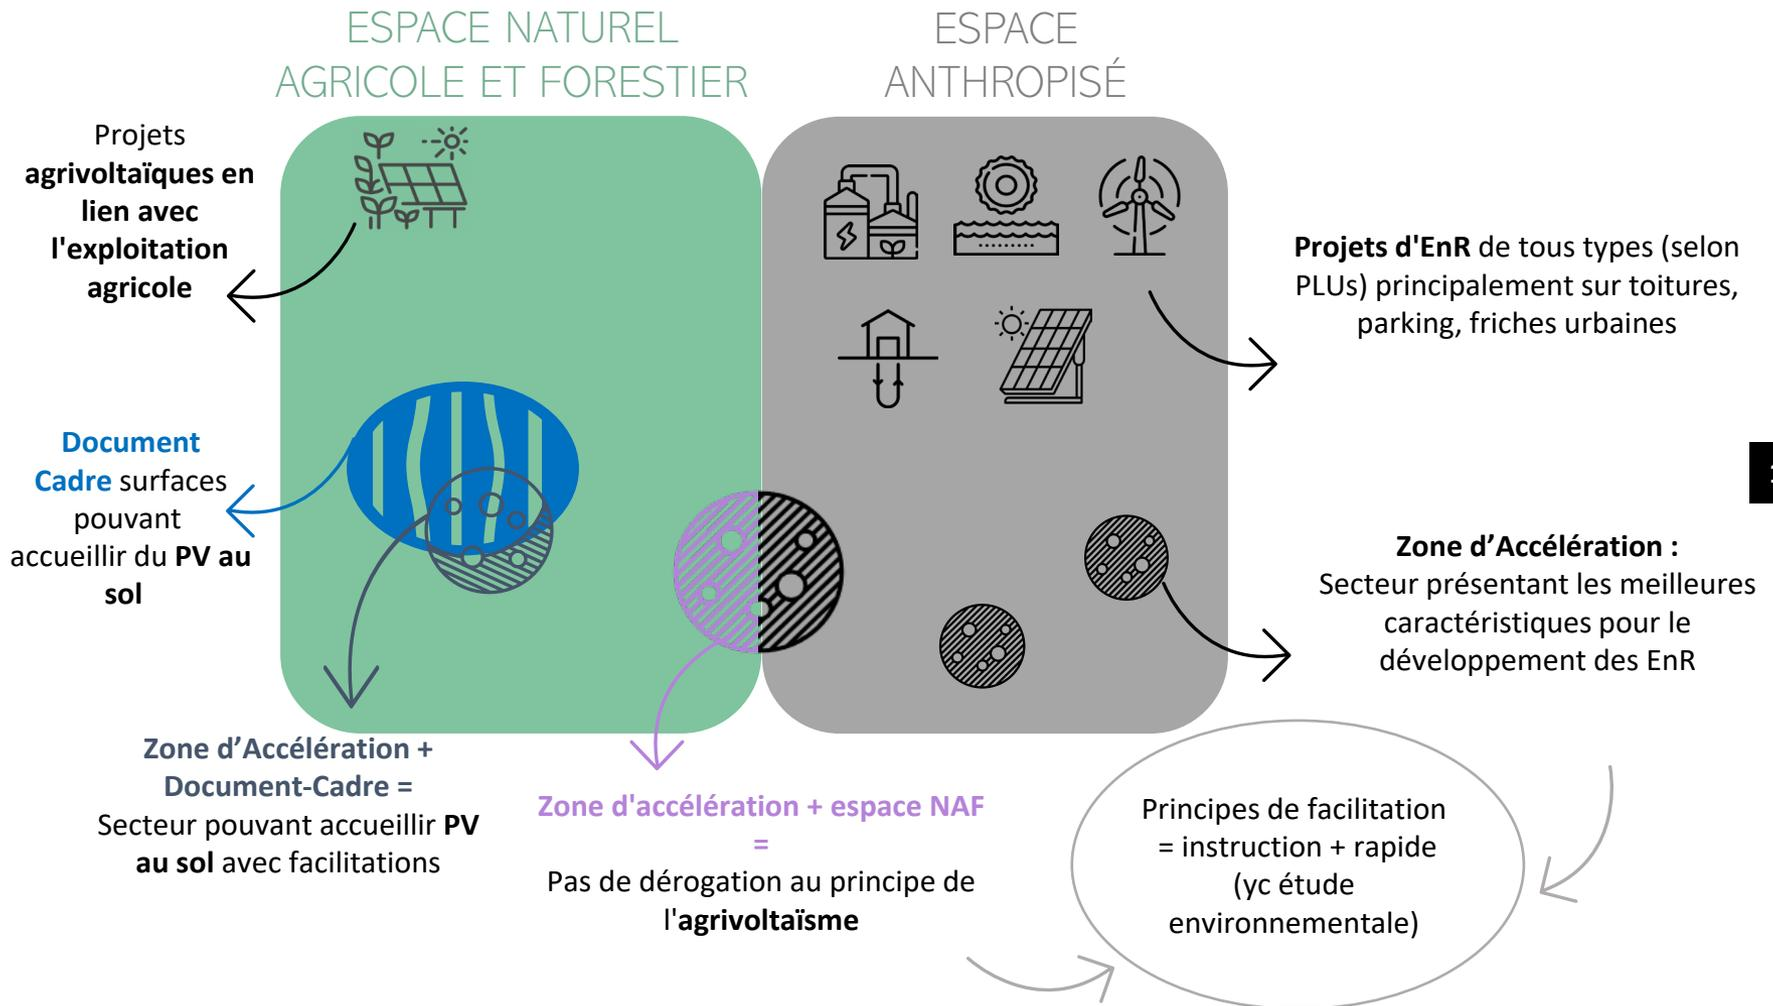 ESPACE NATUREL
AGRICOLE ET FORESTIER
ESPACE
ANTHROPISÉ
Projets
agrivoltaïques en
lien avec
l'exploitation
agricole
Projets d'EnR de tous types (selon
PLUs) principalement sur toitures,
parking, friches urbaines
Document
Cadre surfaces
pouvant
accueillir du PV au
sol
Zone d’Accélération :
Secteur présentant les meilleures
caractéristiques pour le
développement des EnR
Zone d’Accélération +
Document-Cadre =
Secteur pouvant accueillir PV
au sol avec facilitations
Zone d'accélération + espace NAF
=
Pas de dérogation au principe de
l'agrivoltaïsme
Principes de facilitation
= instruction + rapide
(yc étude
environnementale)